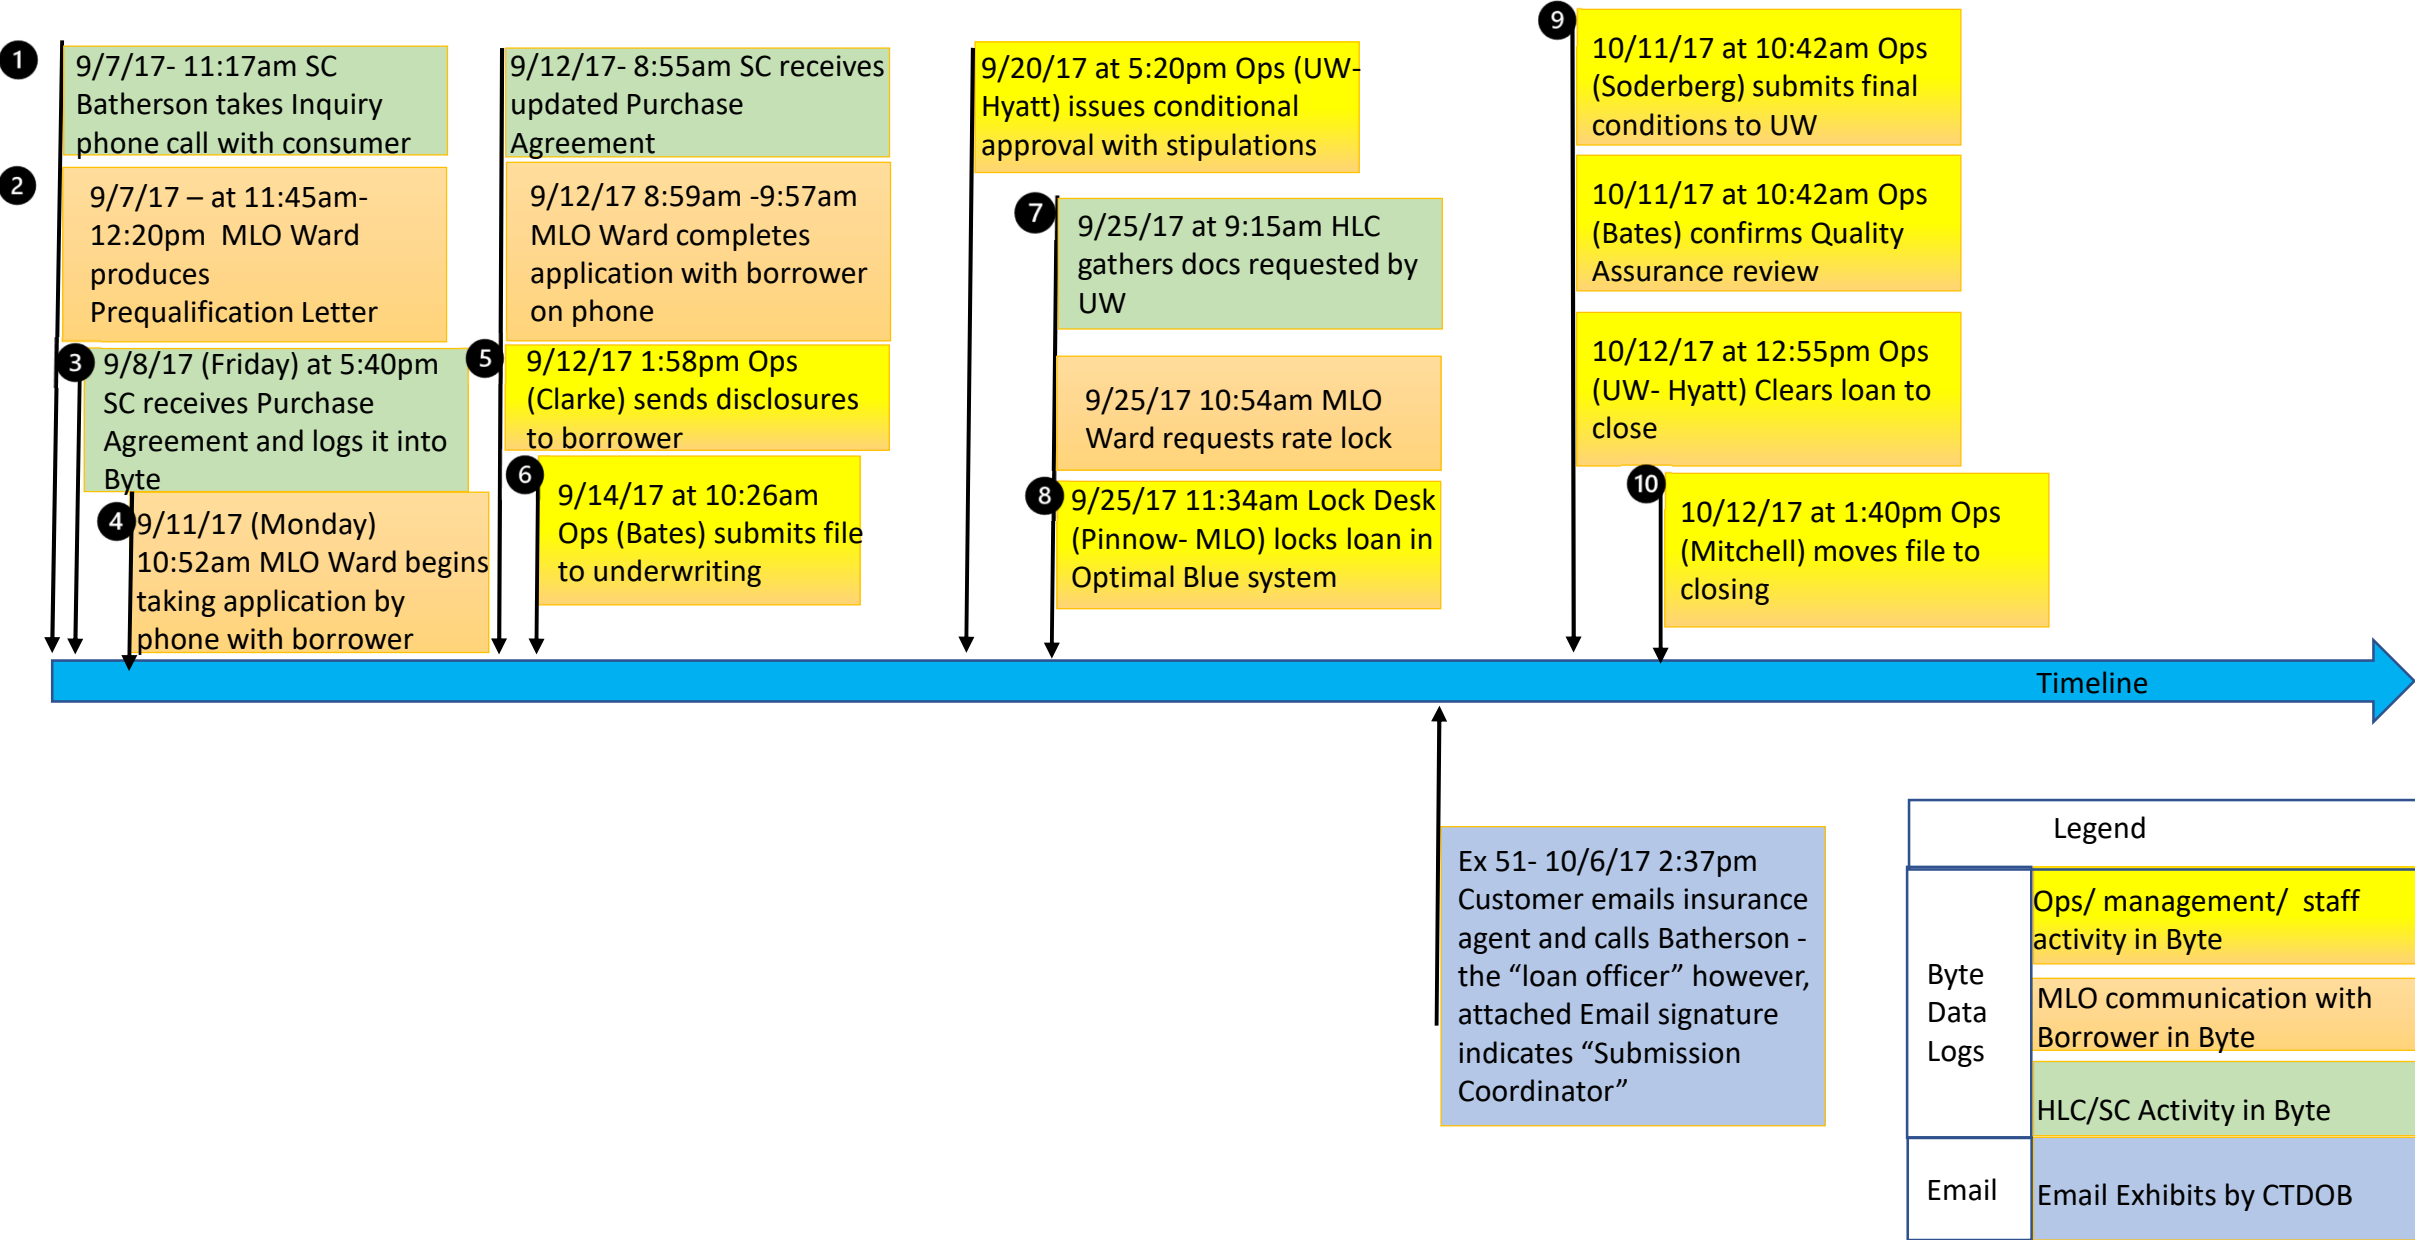 1
9/7/17- 11:17am SC
Batherson takes Inquiry
phone call with consumer
2
9/7/17 – at 11:45am-
12:20pm  MLO Ward
produces
Prequalification Letter
3
9/8/17 (Friday) at 5:40pm
SC receives Purchase
Agreement and logs it into
Byte
4
9/11/17 (Monday)
10:52am MLO Ward begins
taking application by
phone with borrower
9/12/17- 8:55am SC receives
updated Purchase
Agreement
9/12/17 8:59am -9:57am
MLO Ward completes
application with borrower
on phone
5
9/12/17 1:58pm Ops
(Clarke) sends disclosures
to borrower
6
9/14/17 at 10:26am
Ops (Bates) submits file
to underwriting
9/20/17 at 5:20pm Ops (UW-
Hyatt) issues conditional
approval with stipulations
7
9/25/17 at 9:15am HLC
gathers docs requested by
UW
9/25/17 10:54am MLO
Ward requests rate lock
8
9/25/17 11:34am Lock Desk
(Pinnow- MLO) locks loan in
Optimal Blue system
9
10/11/17 at 10:42am Ops
(Soderberg) submits final
conditions to UW
10/11/17 at 10:42am Ops
(Bates) confirms Quality
Assurance review
10/12/17 at 12:55pm Ops
(UW- Hyatt) Clears loan to
close
10
10/12/17 at 1:40pm Ops
(Mitchell) moves file to
closing
Timeline
Ex 51- 10/6/17 2:37pm
Customer emails insurance
agent and calls Batherson -
the “loan officer” however,
attached Email signature
indicates “Submission
Coordinator”
Legend
Byte
Data
Logs
Ops/ management/  staff
activity in Byte
MLO communication with
Borrower in Byte
HLC/SC Activity in Byte
Email
Email Exhibits by CTDOB